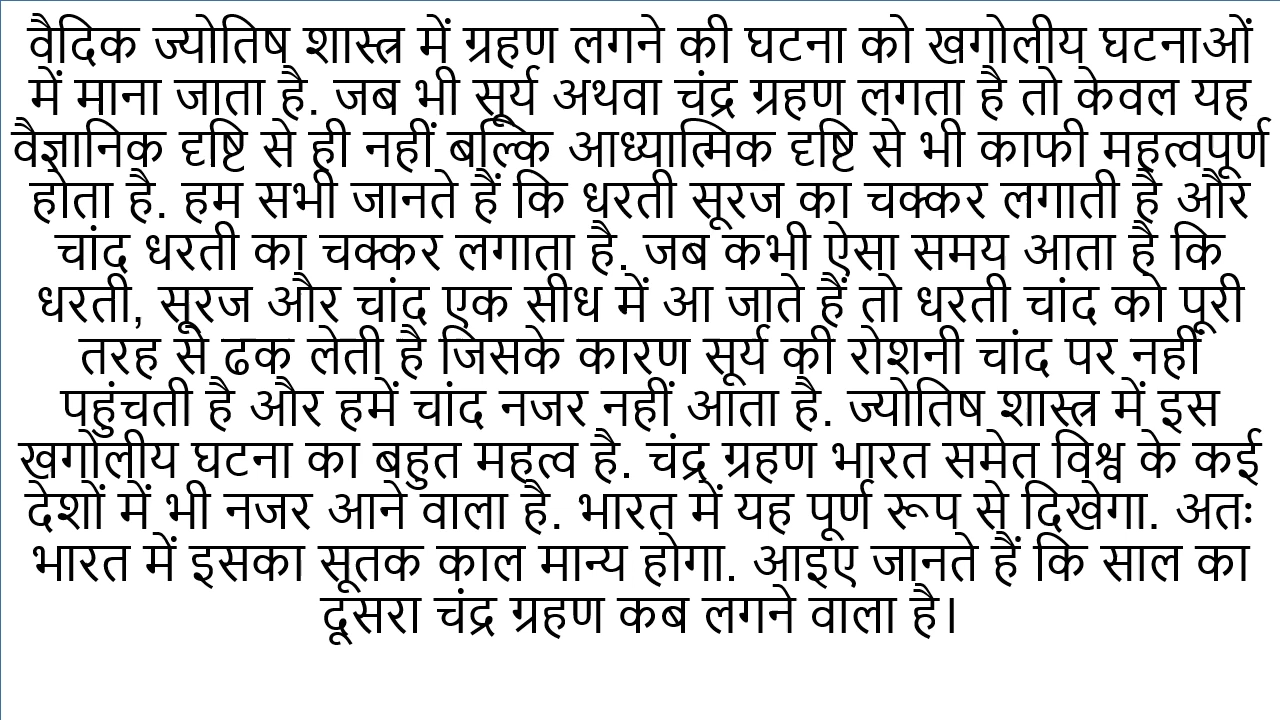 वैदिक ज्योतिष शास्त्र में ग्रहण लगने की घटना को खगोलीय घटनाओं
में माना जाता है. जब भी सूर्य अथवा चंद्र ग्रहण लगता है तो केवल यह
वैज्ञानिक दृष्टि से ही नहीं बल्कि आध्यात्मिक दृष्टि से भी काफी महत्वपूर्ण
होता है. हम सभी जानते हैं कि धरती सूरज का चक्कर लगाती है और
चांद धरती का चक्कर लगाता है. जब कभी ऐसा समय आता है कि
धरती, सूरज और चांद एक सीध में आ जाते हैं तो धरती चांद को पूरी
तरह से ढक लेती है जिसके कारण सूर्य की रोशनी चांद पर नहीं
पहुंचती है और हमें चांद नजर नहीं आता है. ज्योतिष शास्त्र में इस
खगोलीय घटना का बहुत महत्व है. चंद्र ग्रहण भारत समेत विश्व के कई
देशों में भी नजर आने वाला है. भारत में यह पूर्ण रूप से दिखेगा. अतः
भारत में इसका सूतक काल मान्य होगा. आइए जानते हैं कि साल का
दूसरा चंद्र ग्रहण कब लगने वाला है।